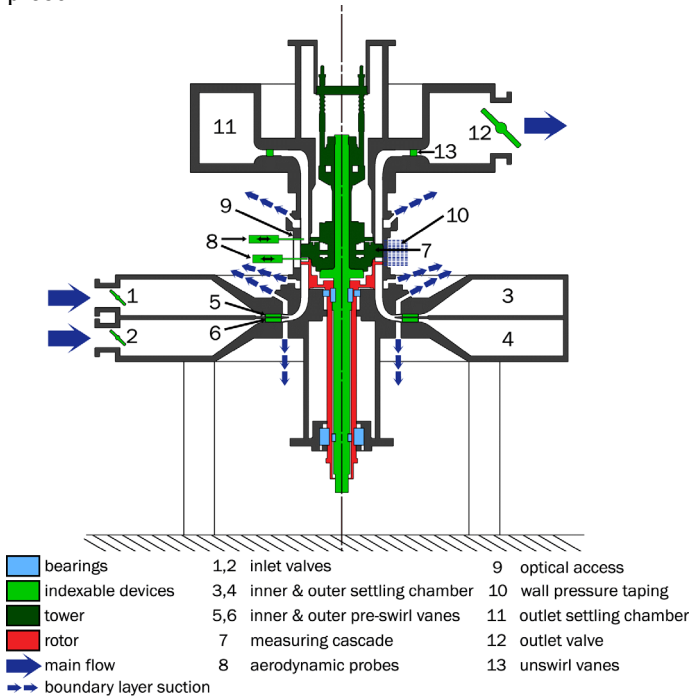 11
12
13
9
10
8
7
1
5
3
2
6
4
bearings
indexable devices
tower
rotor
main flow
boundary layer suction
1,2 inlet valves
3,4 inner & outer settling chamber
5,6 inner & outer pre-swirl vanes
7 measuring cascade
8 aerodynamic probes
9 optical access
10 wall pressure taping
11 outlet settling chamber
12 outlet valve
13 unswirl vanes